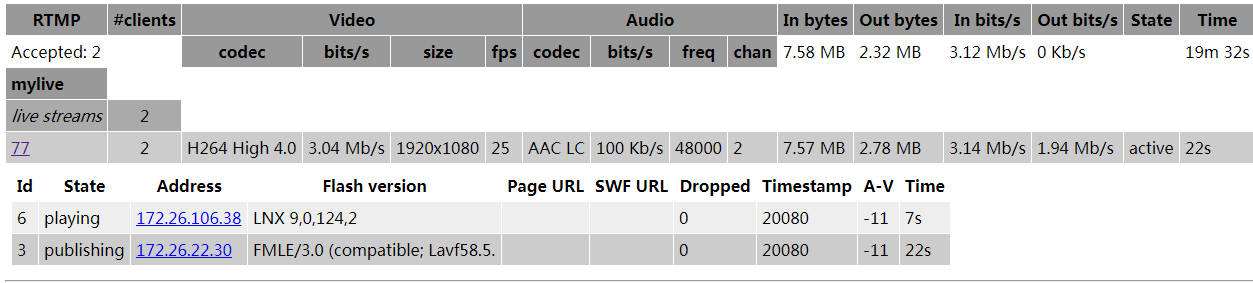 RTMP #clients Video Audio In bytes Out bytes In bits/s Out bits/s State Time
Accepted: 2 codec bits/s size fps codec bits/s freq chan 7.58 MB 2.32 MB 3.12 Mb/s 0 Kb/s 19m 32s
mylive
live streams 2
77 2 H264 High 4.0 3.04 Mb/s 1920x1080 25 AAC LC 100 Kb/s 48000 2 7.57 MB 2.78 MB 3.14 Mb/s 1.94 Mb/s active 22s
Id State Address Flash version Page URL SWF URL Dropped Timestamp A-V Time
6 playing 172.26.106.38 LNX 9,0,124,2 0 20080 -11 7s
3 publishing 172.26.22.30 FMLE/3.0 (compatible; Lavf58.5. 0 20080 -11 22s